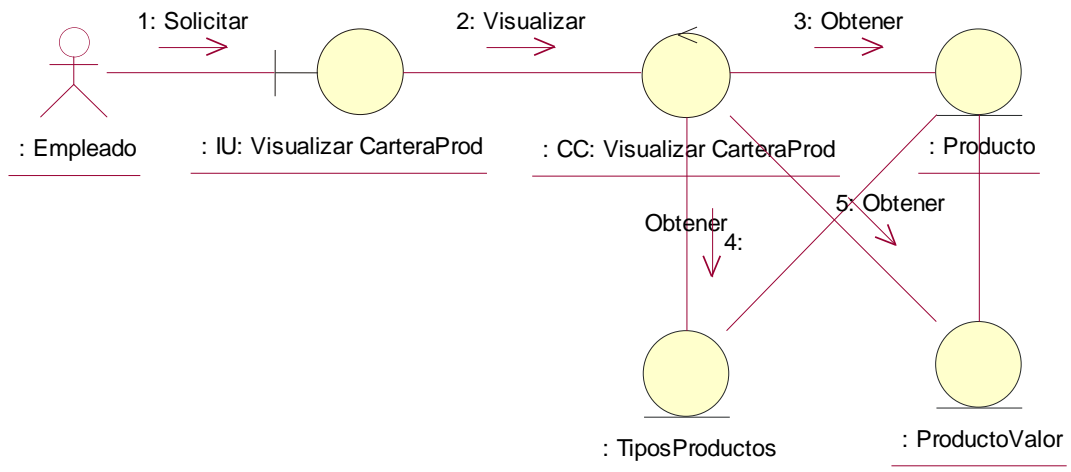 1: Solicitar
2: Visualizar
3: Obtener
: Empleado
: IU: Visualizar CarteraProd
: CC: Visualizar CarteraProd
: Producto
5: Obtener
Obtener
4:
: TiposProductos
: ProductoValor